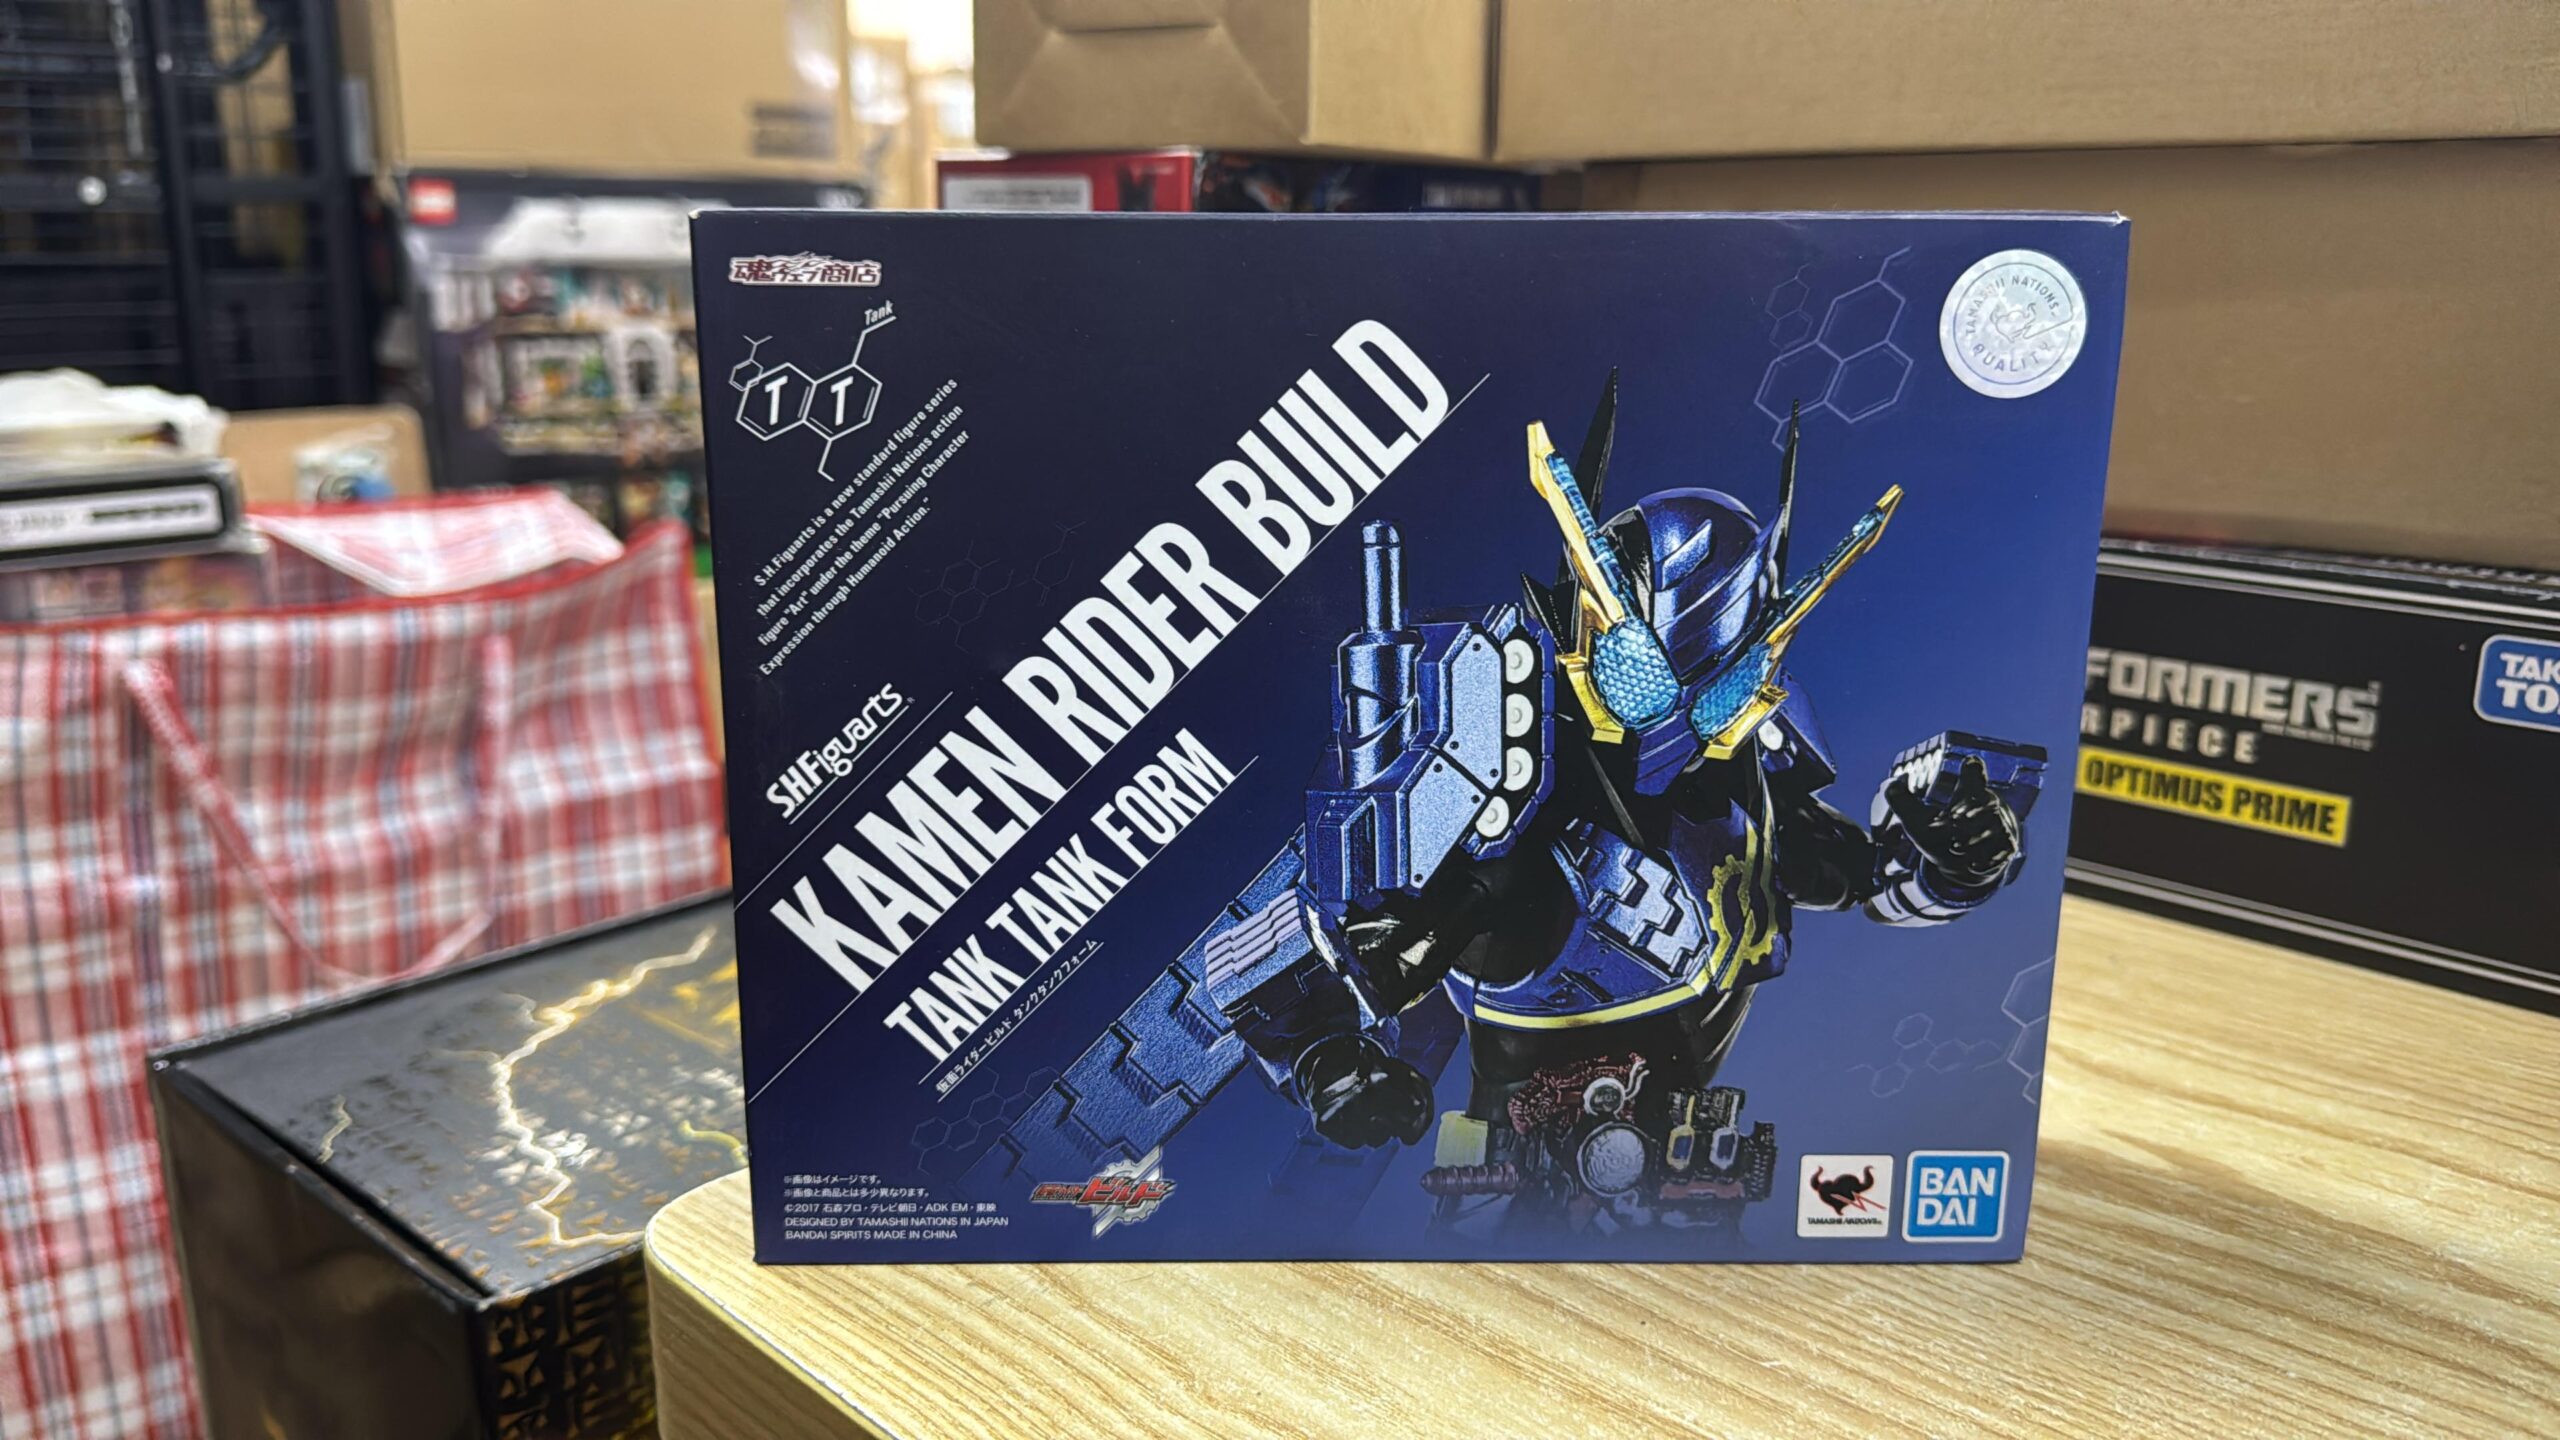 魂ウェブ商店
Tank
T T
S.H.Figuarts is a new standard figure series
that incorporates the Tamashii Nations action
figure "Art" under the theme "Pursuing Character
Expression through Humanoid Action."
S.H.Figuarts
KAMEN RIDER BUILD
TANK TANK FORM
仮面ライダービルド タンクタンクフォーム
TAMASHII NATIONS
QUALITY
※画像はイメージです。
※画像と商品とは多少異なります。
©2017 石森プロ・テレビ朝日・ADK EM・東映
DESIGNED BY TAMASHII NATIONS IN JAPAN
BANDAI SPIRITS MADE IN CHINA
仮面ライダービルド
TAMASHII NATIONS
BAN
DAI
FORMERS
RPIECE
OPTIMUS PRIME
TAK
TO